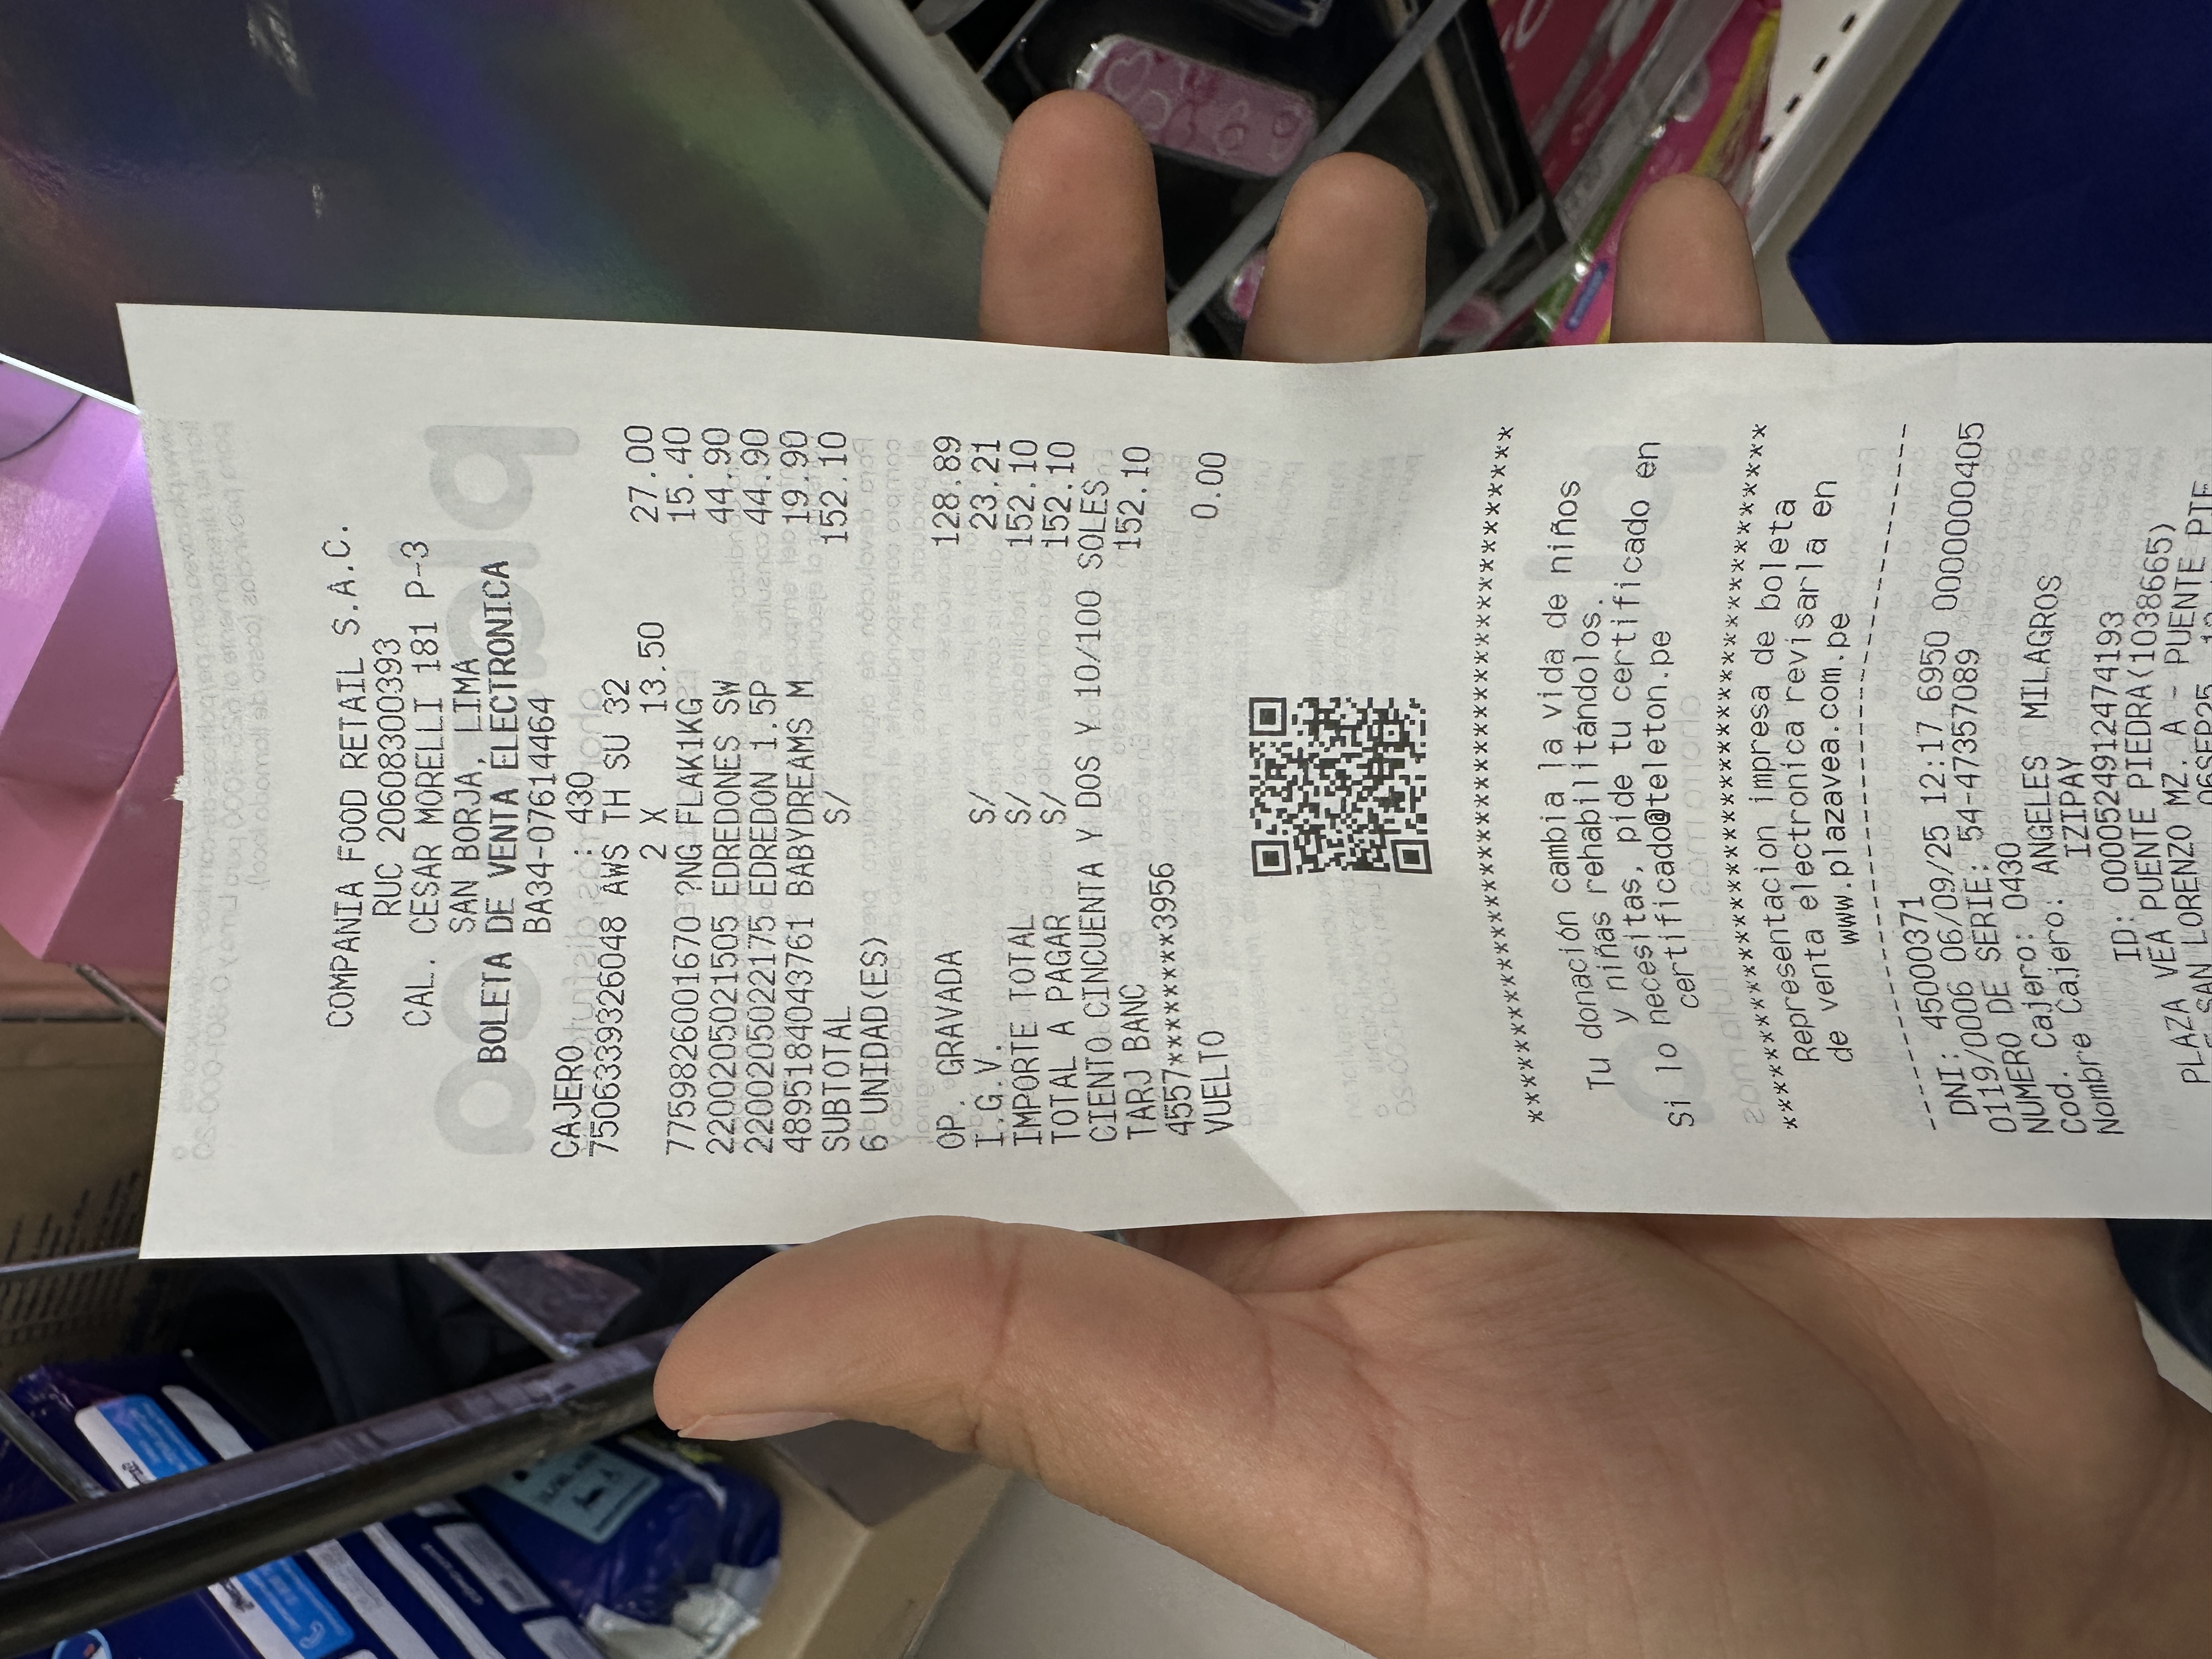 COMPANIA FOOD RETAIL S.A.C.
RUC 20608300393
CAL. CESAR MORELLI 181 P-3
SAN BORJA, LIMA
BOLETA DE VENTA ELECTRONICA
BA34-07614464
CAJERO : 430
7506339326048 AWS TH SU 32
2 X 13.50 27.00
7759826001670 ?NG FLAK1KG 15.40
2200205021505 EDREDONES SW 44.90
2200205022175 EDREDON 1.5P 44.90
4895184043761 BABYDREAMS M 19.90
SUBTOTAL S/ 152.10
6 UNIDAD(ES)
OP. GRAVADA 128.89
I.G.V. S/ 23.21
IMPORTE TOTAL S/ 152.10
TOTAL A PAGAR S/ 152.10
CIENTO CINCUENTA Y DOS Y 10/100 SOLES
TARJ BANC 152.10
4557********3956
VUELTO 0.00
****************************************
Tu donación cambia la vida de niños
y niñas rehabilitándolos.
Si lo necesitas, pide tu certificado en
certificado@teleton.pe
****************************************
Representacion impresa de boleta
de venta electronica revisarla en
www.plazavea.com.pe
----------------------------------------
DNI: 45000371
0119/0006 06/09/25 12:17 6950 0000000405
NUMERO DE SERIE: 54-47357089
Cod. Cajero: 0430
Nombre Cajero: ANGELES MILAGROS
IZIPAY
ID: 0000524912474193
PLAZA VEA PUENTE PIEDRA(1038665)
SAN LORENZO MZ. A - PUENTE PIE
06SEP25